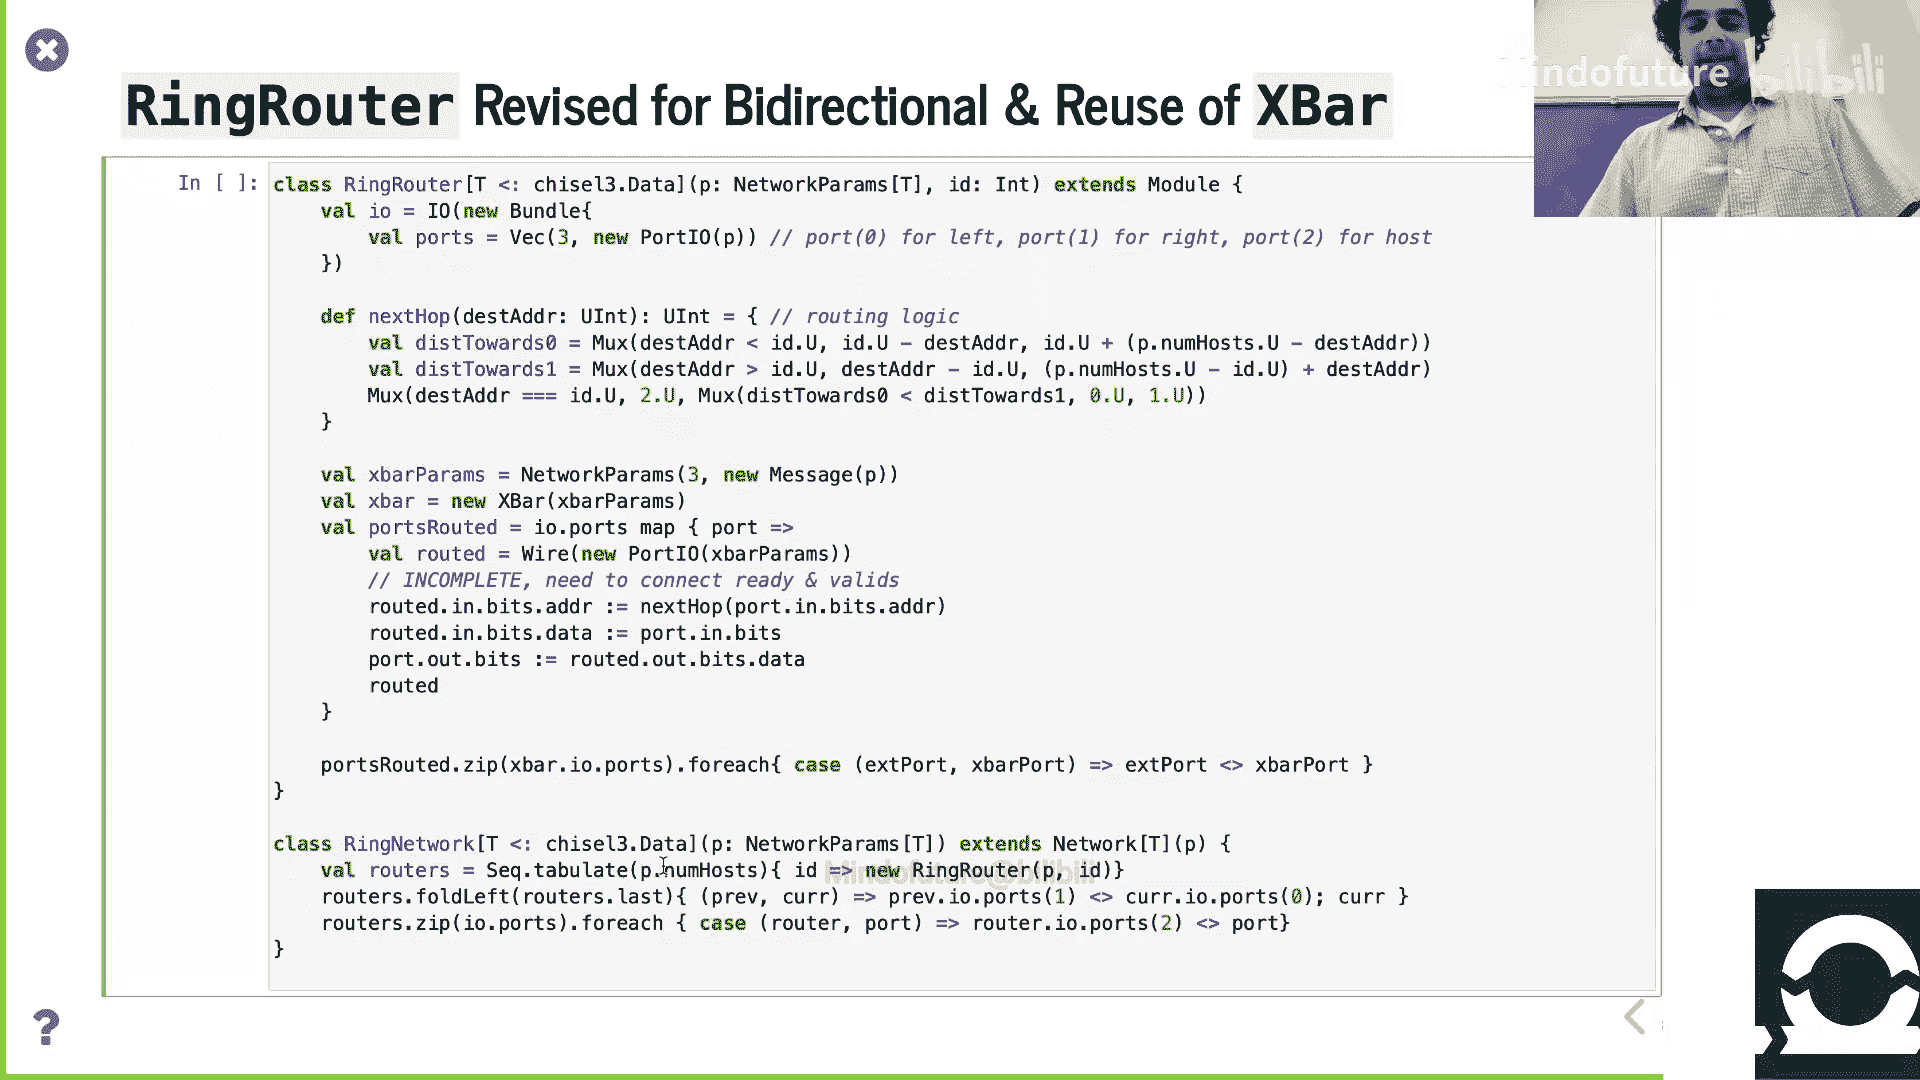 RingRouter Revised for Bidirectional & Reuse of XBar
Mindofuture bilibili
In [ ]:
class RingRouter[T <: chisel3.Data](p: NetworkParams[T], id: Int) extends Module {
    val io = IO(new Bundle{
        val ports = Vec(3, new PortIO(p)) // port(0) for left, port(1) for right, port(2) for host
    })
    def nextHop(destAddr: UInt): UInt = { // routing logic
        val distTowards0 = Mux(destAddr < id.U, id.U - destAddr, id.U + (p.numHosts.U - destAddr))
        val distTowards1 = Mux(destAddr > id.U, destAddr - id.U, (p.numHosts.U - id.U) + destAddr)
        Mux(destAddr === id.U, 2.U, Mux(distTowards0 < distTowards1, 0.U, 1.U))
    }
    val xbarParams = NetworkParams(3, new Message(p))
    val xbar = new XBar(xbarParams)
    val portsRouted = io.ports map { port =>
        val routed = Wire(new PortIO(xbarParams))
        // INCOMPLETE, need to connect ready & valids
        routed.in.bits.addr := nextHop(port.in.bits.addr)
        routed.in.bits.data := port.in.bits
        port.out.bits := routed.out.bits.data
        routed
    }
    portsRouted.zip(xbar.io.ports).foreach{ case (extPort, xbarPort) => extPort <> xbarPort }
}
class RingNetwork[T <: chisel3.Data](p: NetworkParams[T]) extends Network[T](p) {
    val routers = Seq.tabulate(p.numHosts){ id => new RingRouter(p, id)}
    routers.foldLeft(routers.last){ (prev, curr) => prev.io.ports(1) <> curr.io.ports(0); curr }
    routers.zip(io.ports).foreach { case (router, port) => router.io.ports(2) <> port}
}
Mindofuture@bilibili
?